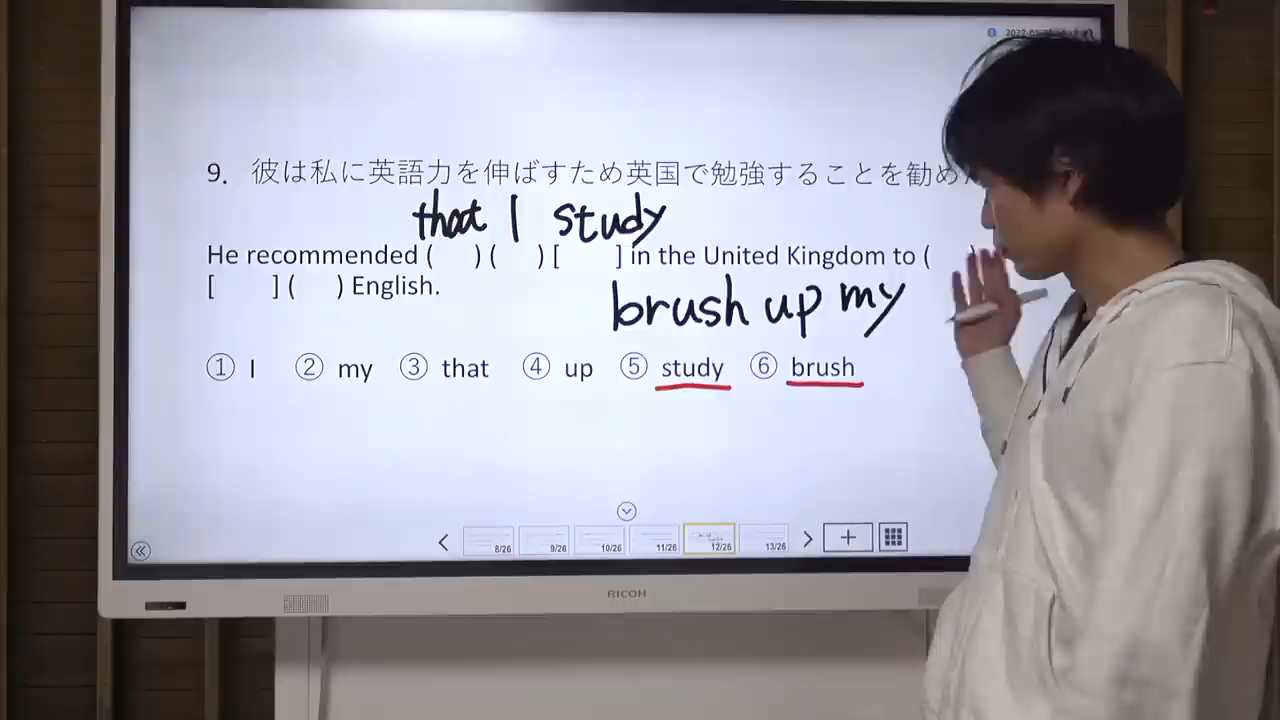 9. 彼は私に英語力を伸ばすため英国で勉強することを勧め
that I study
He recommended ( ) ( ) [ ] in the United Kingdom to ( )
[ ] ( ) English.
brush up my
① I ② my ③ that ④ up ⑤ study ⑥ brush
8/26 9/26 10/26 11/26 12/26 13/26
RICOH